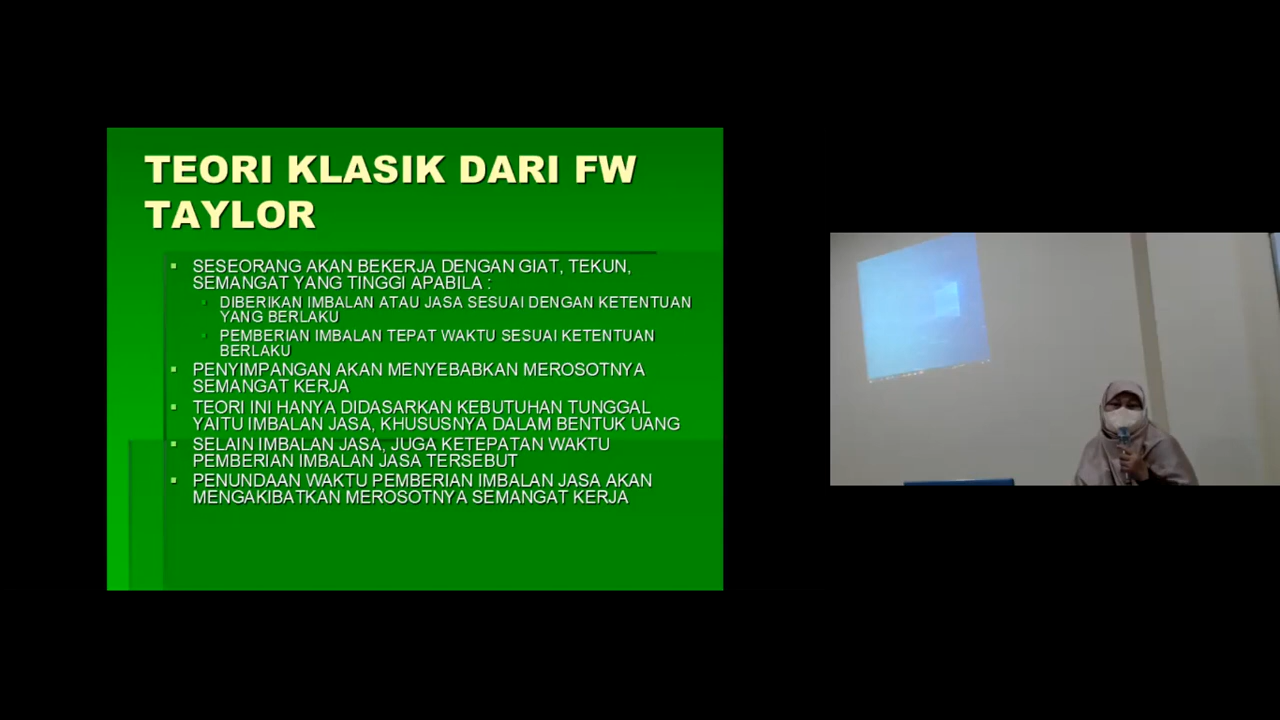 TEORI KLASIK DARI FW
TAYLOR
SESEORANG AKAN BEKERJA DENGAN GIAT, TEKUN,
SEMANGAT YANG TINGGI APABILA :
DIBERIKAN IMBALAN ATAU JASA SESUAI DENGAN KETENTUAN
YANG BERLAKU
PEMBERIAN IMBALAN TEPAT WAKTU SESUAI KETENTUAN
BERLAKU
PENYIMPANGAN AKAN MENYEBABKAN MEROSOTNYA
SEMANGAT KERJA
TEORI INI HANYA DIDASARKAN KEBUTUHAN TUNGGAL
YAITU IMBALAN JASA, KHUSUSNYA DALAM BENTUK UANG
SELAIN IMBALAN JASA, JUGA KETEPATAN WAKTU
PEMBERIAN IMBALAN JASA TERSEBUT
PENUNDAAN WAKTU PEMBERIAN IMBALAN JASA AKAN
MENGAKIBATKAN MEROSOTNYA SEMANGAT KERJA